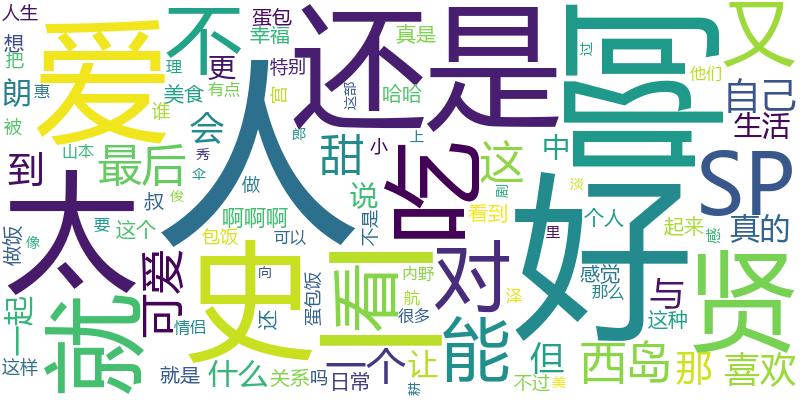 人生
蛋包
想
幸福
真是
把
爱
不
还是
啊
过
又
理
更
特别
他们
朗
惠
美食
有点
官
这部
哈哈
自己
被
谁
人
会
郎
小
上
生活
到
山本
最后
秀
甜
吃
这
中
SP
伞
做
太
叔
俊
说
看到
淡
好
里
个人
起来
真的
做饭
像
要
这个
啊啊啊
包饭
可以
不是
可爱
史
看
对
感觉
贤
向
内野
那么
与
一起
就
情侣
还
蛋包饭
航
很多
泽
能
这种
这样
就是
什么
关系
吗
日常
一个
让
耕
但
不过
美
西岛
那
喜欢